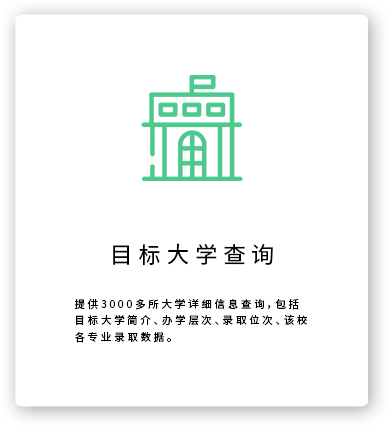 目标大学查询
提供3000多所大学详细信息查询,包括
目标大学简介、办学层次、录取位次、该校
各专业录取数据。